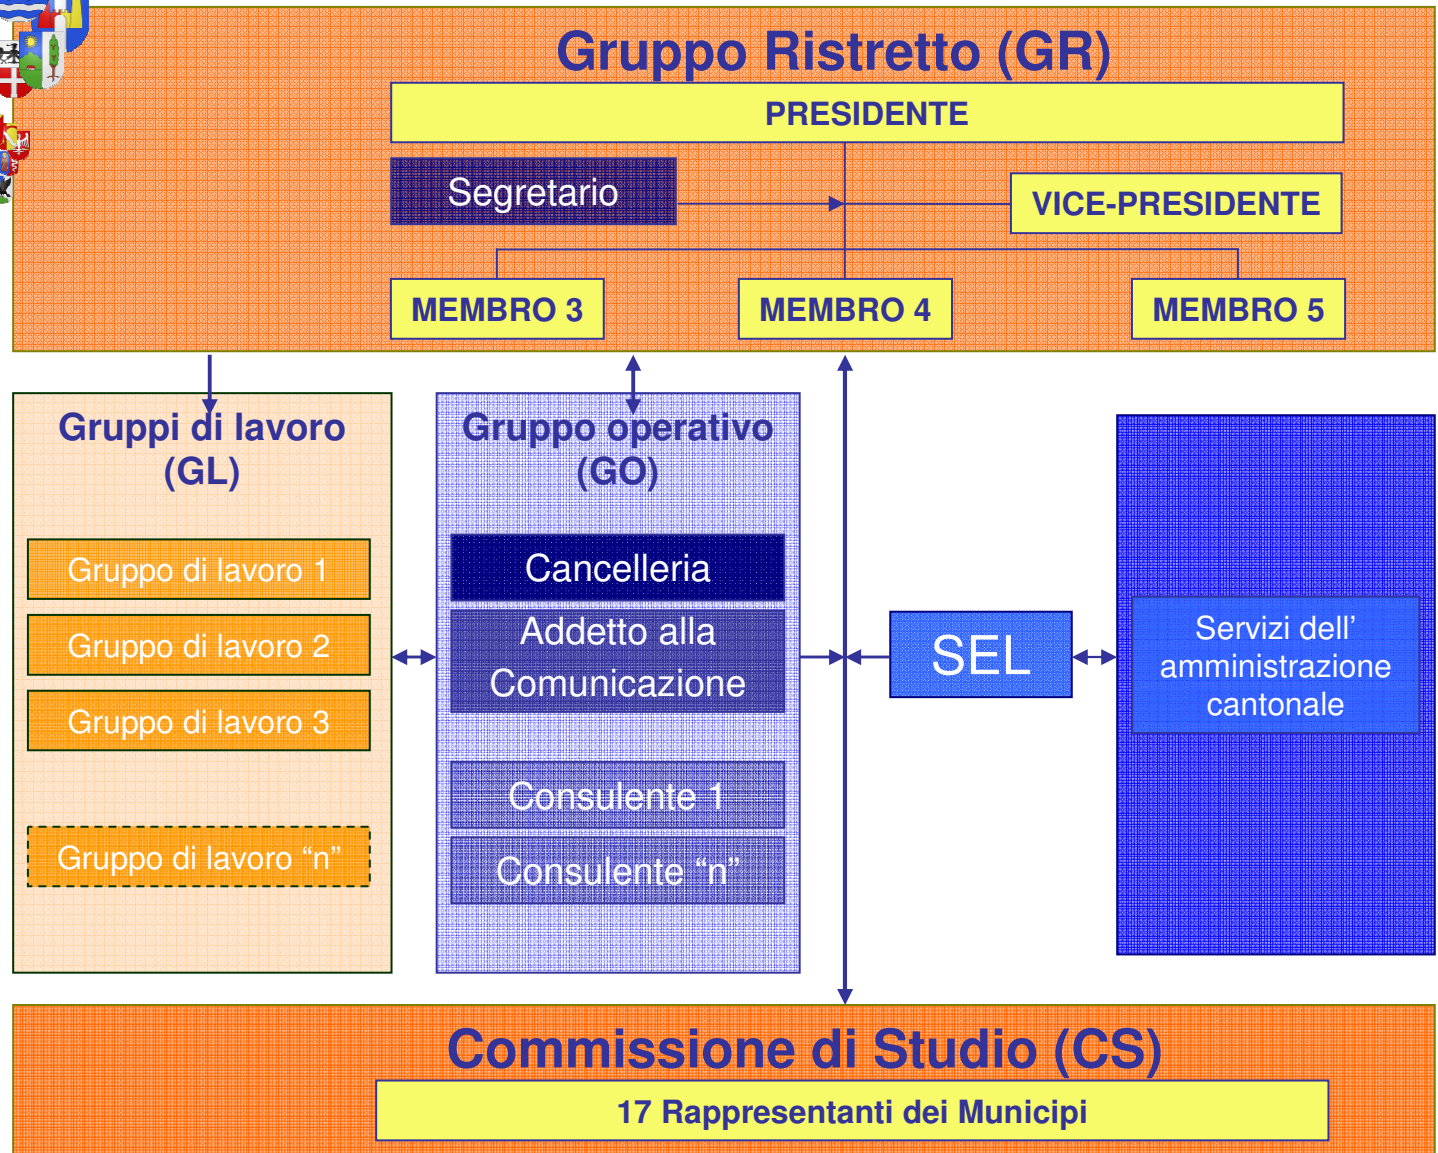 Gruppo Ristretto (GR)
PRESIDENTE
Segretario
VICE-PRESIDENTE
MEMBRO 3
MEMBRO 4
MEMBRO 5
Gruppi di lavoro
(GL)
Gruppo di lavoro 1
Gruppo di lavoro 2
Gruppo di lavoro 3
Gruppo di lavoro “n”
Gruppo operativo
(GO)
Cancelleria
Addetto alla
Comunicazione
Consulente 1
Consulente “n”
SEL
Servizi dell’
amministrazione
cantonale
Commissione di Studio (CS)
17 Rappresentanti dei Municipi